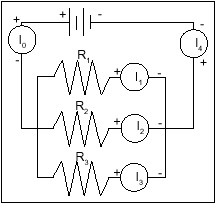 + + - -
I0 I4
- +
R1
+ I1 -
R2
+ I2 -
R3
+ I3 -